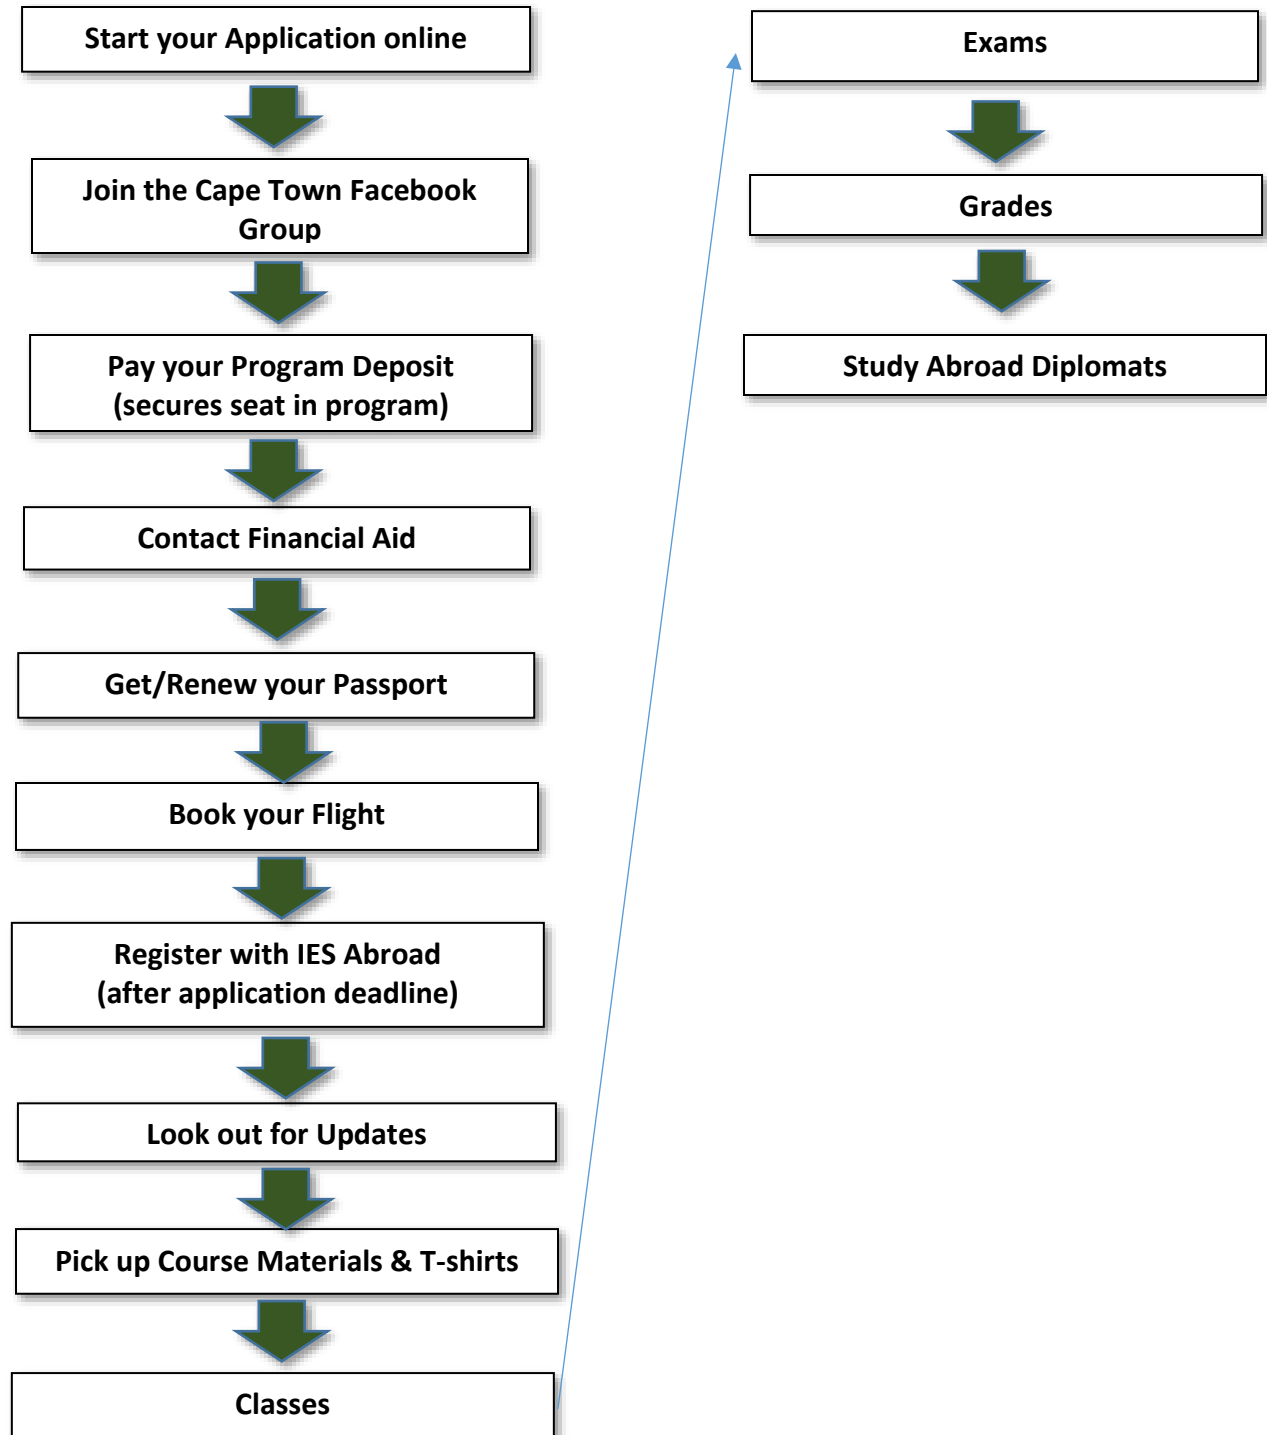 Start your Application online
Join the Cape Town Facebook
Group
Pay your Program Deposit
(secures seat in program)
Contact Financial Aid
Get/Renew your Passport
Book your Flight
Register with IES Abroad
(after application deadline)
Look out for Updates
Pick up Course Materials & T-shirts
Classes
Exams
Grades
Study Abroad Diplomats